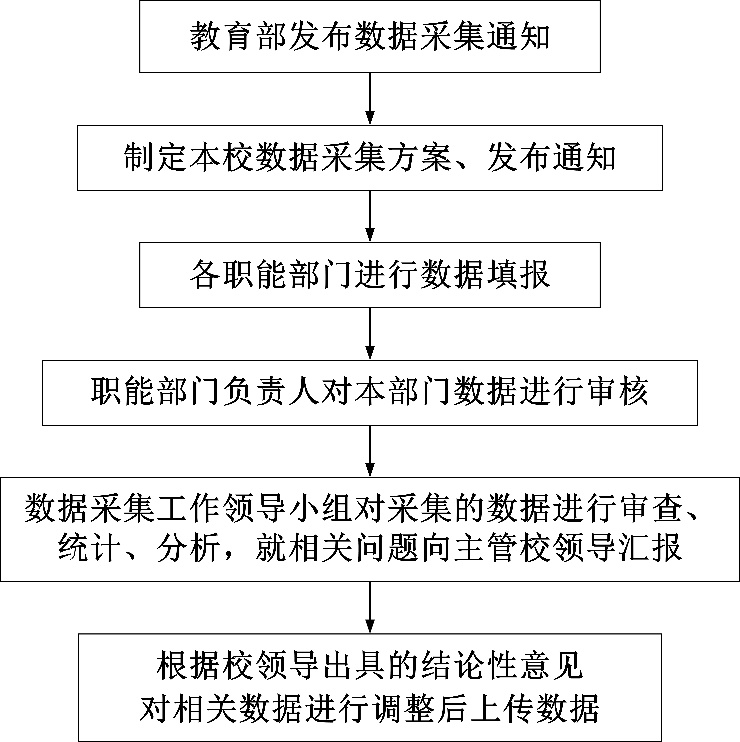 教育部发布数据采集通知
制定本校数据采集方案、发布通知
各职能部门进行数据填报
职能部门负责人对本部门数据进行审核
数据采集工作领导小组对采集的数据进行审查、
统计、分析，就相关问题向主管校领导汇报
根据校领导出具的结论性意见
对相关数据进行调整后上传数据